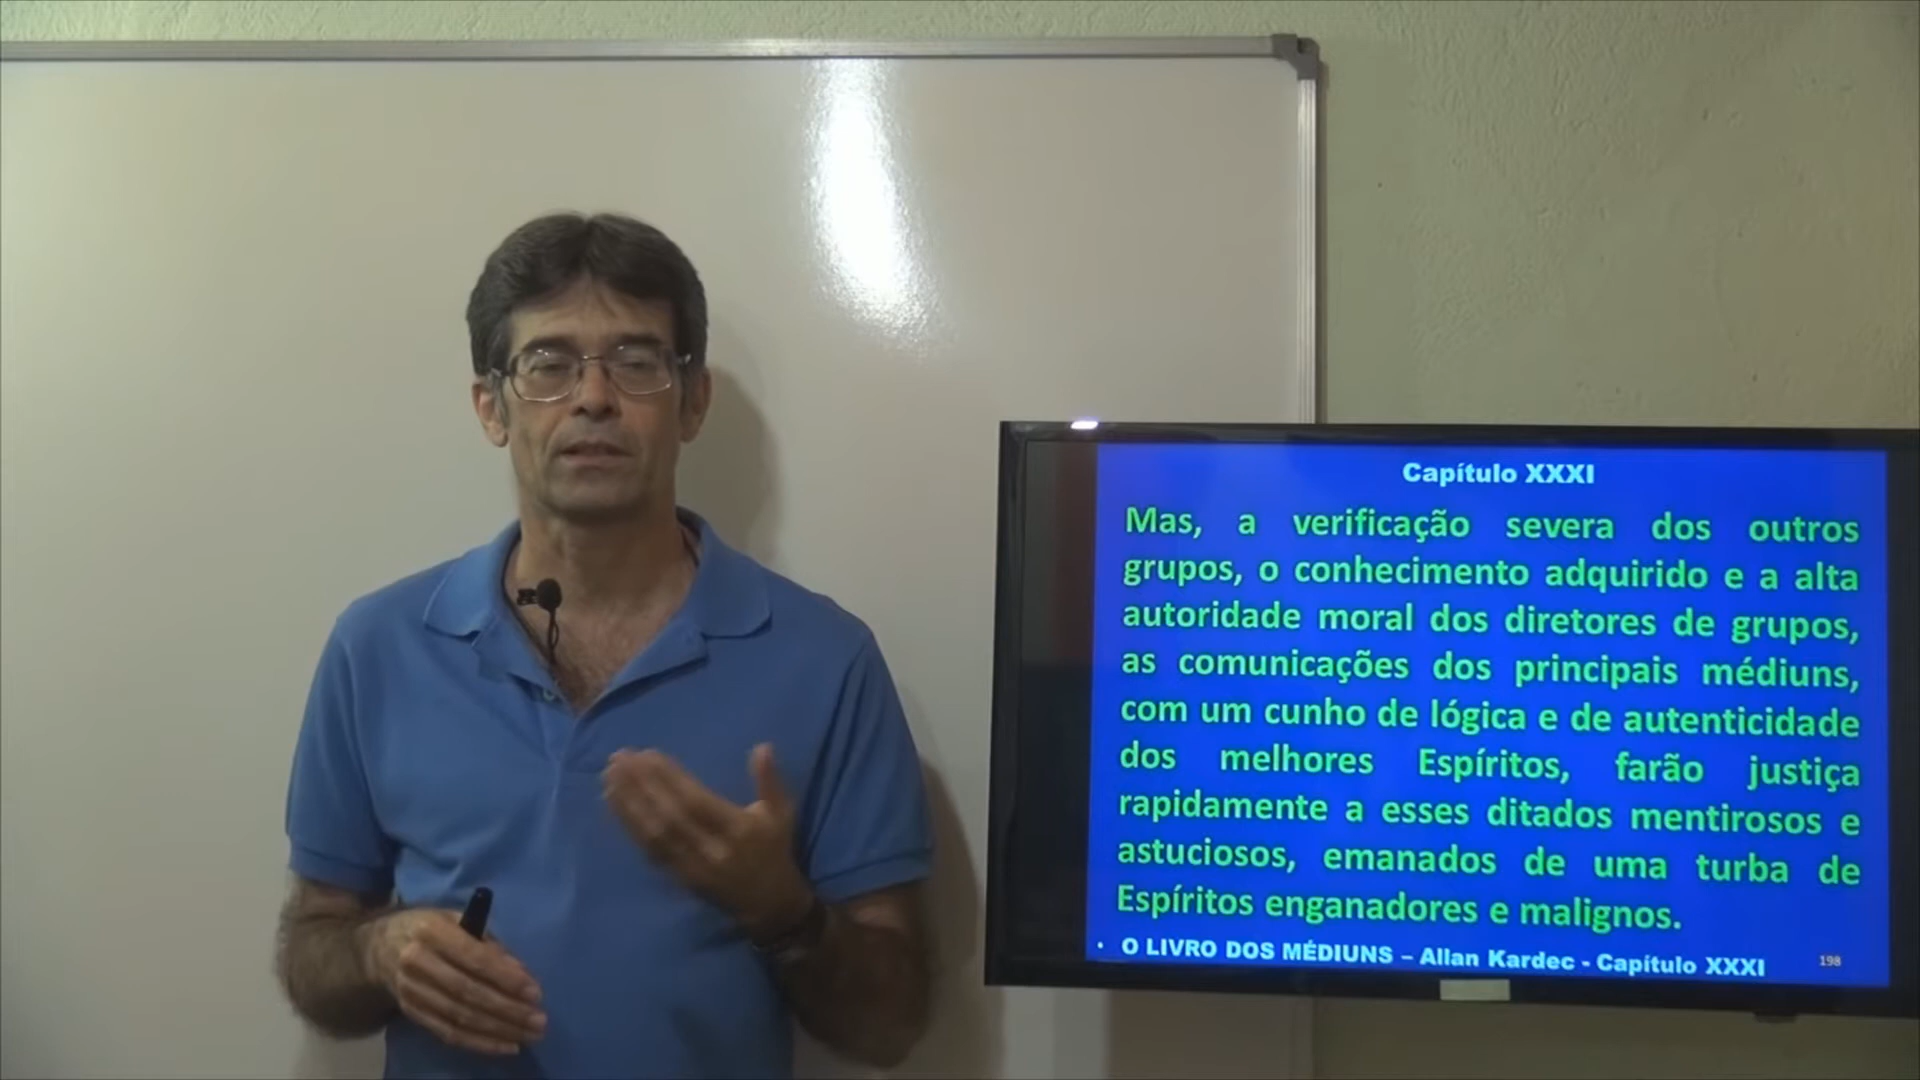 Capítulo XXXI
Mas, a verificação severa dos outros
grupos, o conhecimento adquirido e a alta
autoridade moral dos diretores de grupos,
as comunicações dos principais médiuns,
com um cunho de lógica e de autenticidade
dos melhores Espíritos, farão justiça
rapidamente a esses ditados mentirosos e
astuciosos, emanados de uma turba de
Espíritos enganadores e malignos.
• O LIVRO DOS MÉDIUNS – Allan Kardec - Capítulo XXXI
198